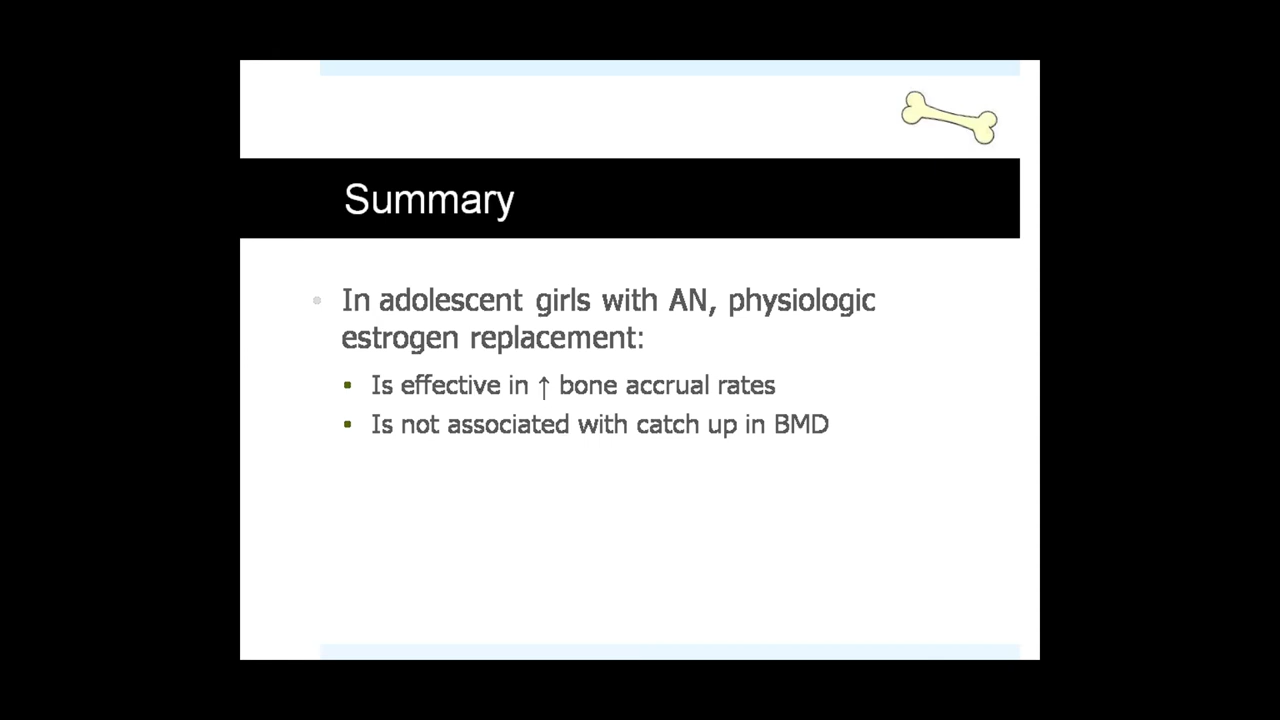 Summary
• In adolescent girls with AN, physiologic
estrogen replacement:
▪ Is effective in ↑ bone accrual rates
▪ Is not associated with catch up in BMD